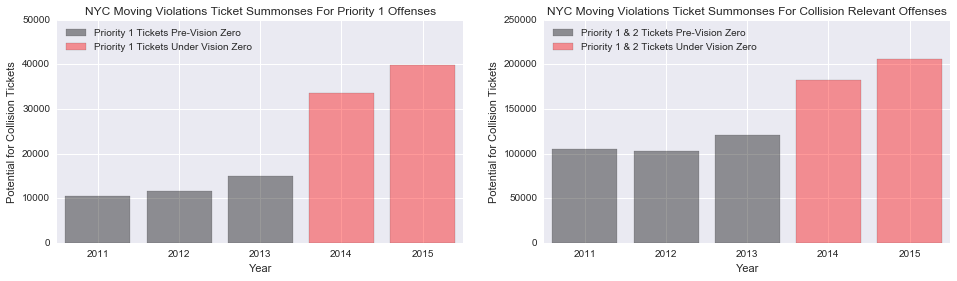 NYC Moving Violations Ticket Summonses For Priority 1 Offenses
50000
40000
30000
20000
10000
0
Potential for Collision Tickets
Priority 1 Tickets Pre-Vision Zero
Priority 1 Tickets Under Vision Zero
2011 2012 2013 2014 2015
Year
NYC Moving Violations Ticket Summonses For Collision Relevant Offenses
250000
200000
150000
100000
50000
0
Potential for Collision Tickets
Priority 1 & 2 Tickets Pre-Vision Zero
Priority 1 & 2 Tickets Under Vision Zero
2011 2012 2013 2014 2015
Year